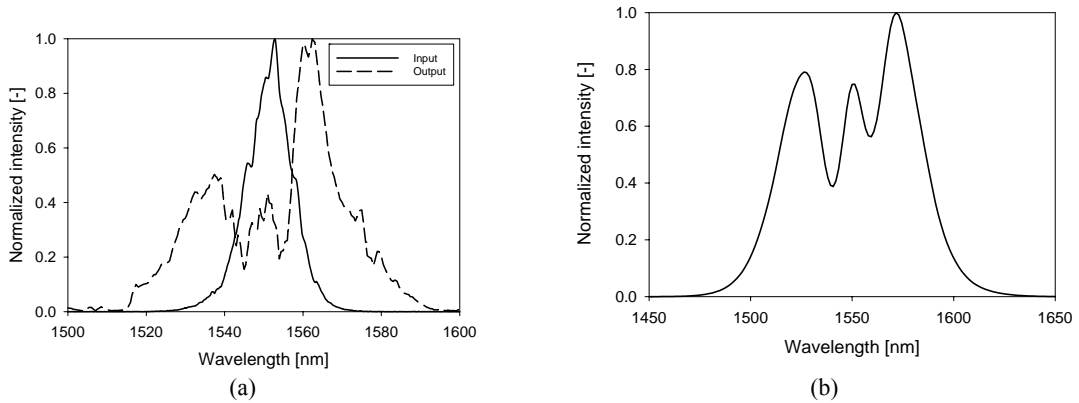 Normalized intensity [-]
1.0
0.8
0.6
0.4
0.2
0.0
Input
Output
1500 1520 1540 1560 1580 1600
Wavelength [nm]
(a)
Normalized intensity [-]
1.0
0.8
0.6
0.4
0.2
0.0
1450 1500 1550 1600 1650
Wavelength [nm]
(b)